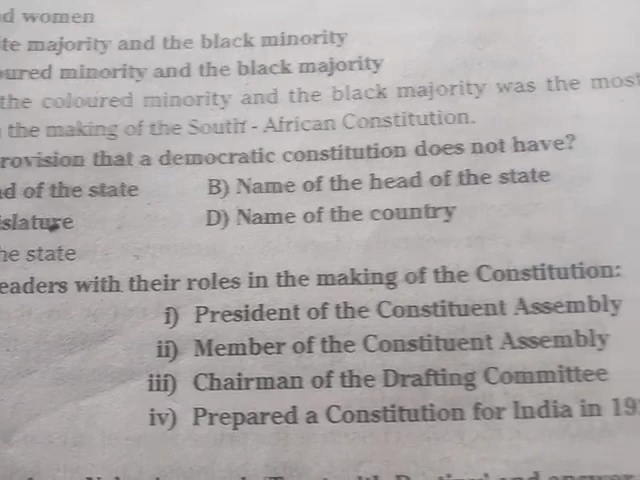 d women
te majority and the black minority
oured minority and the black majority
the coloured minority and the black majority was the most
the making of the South - African Constitution.
rovision that a democratic constitution does not have?
d of the state B) Name of the head of the state
islature D) Name of the country
he state
eaders with their roles in the making of the Constitution:
i) President of the Constituent Assembly
ii) Member of the Constituent Assembly
iii) Chairman of the Drafting Committee
iv) Prepared a Constitution for India in 19